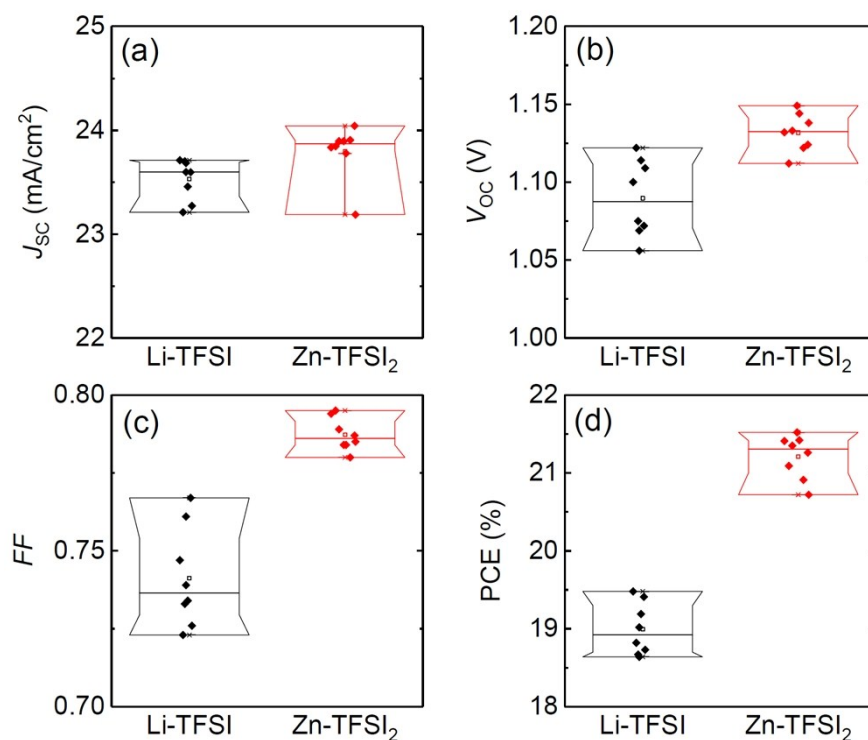 (a)
25
24
23
22
J_SC (mA/cm²)
Li-TFSI Zn-TFSI₂
(b)
1.20
1.15
1.10
1.05
1.00
V_OC (V)
Li-TFSI Zn-TFSI₂
(c)
0.80
0.75
0.70
FF
Li-TFSI Zn-TFSI₂
(d)
22
21
20
19
18
PCE (%)
Li-TFSI Zn-TFSI₂